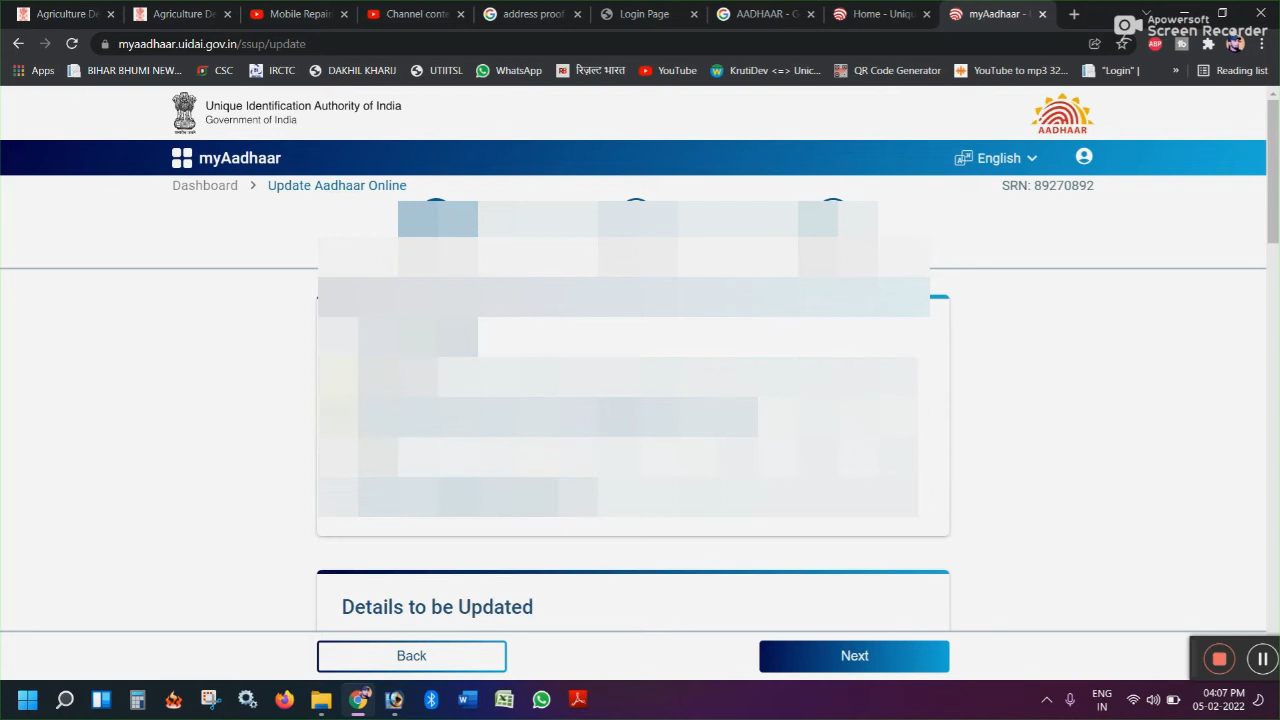 Agriculture De
Agriculture De
Mobile Repain
Channel conte
address proof
Login Page
AADHAAR - G
Home - Uniqu
myAadhaar -
Apowersoft
Screen Recorder
myaadhaar.uidai.gov.in/ssup/update
ABP
Apps
BIHAR BHUMI NEW...
CSC
IRCTC
DAKHIL KHARIJ
UTIITSL
WhatsApp
रिज़ल्ट भारत
YouTube
KrutiDev <=> Unic...
QR Code Generator
YouTube to mp3 32...
"Login" |
»
Reading list
Unique Identification Authority of India
Government of India
AADHAAR
myAadhaar
English
Dashboard > Update Aadhaar Online
SRN: 89270892
Details to be Updated
Back
Next
ENG
IN
04:07 PM
05-02-2022